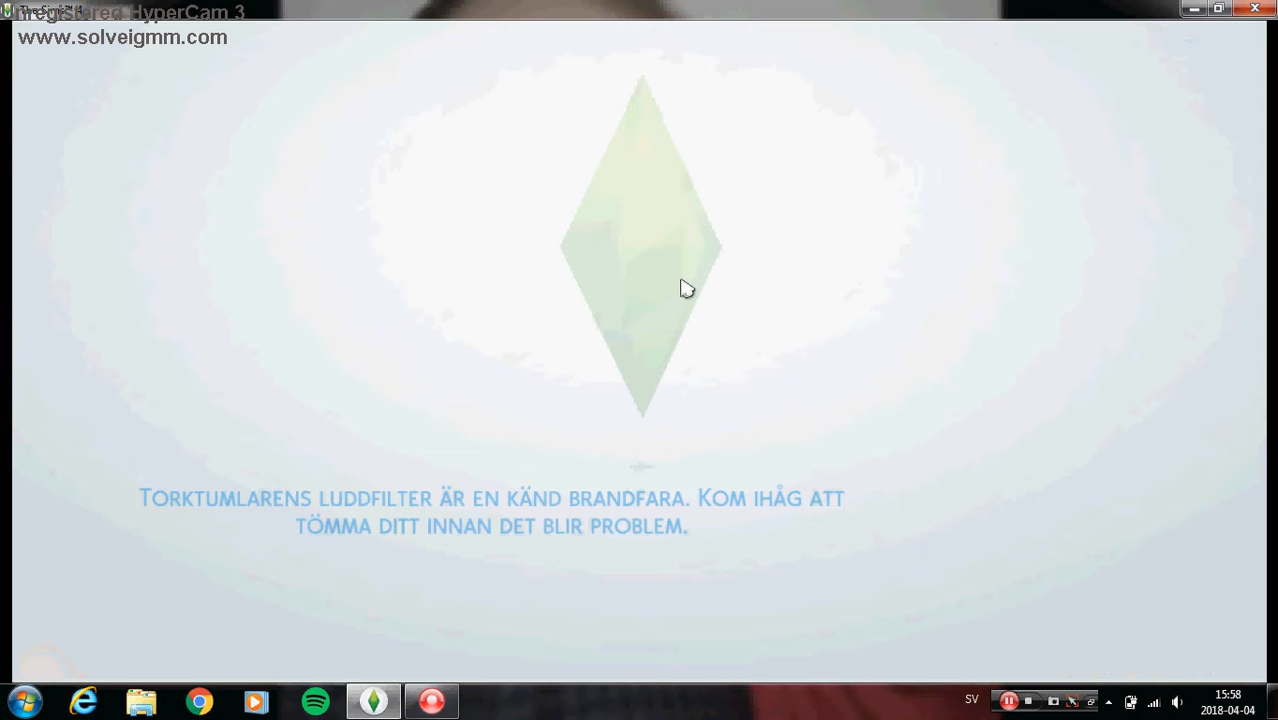 Unregistered HyperCam 3
www.solveigmm.com
TORKTUMLARENS LUDDFILTER ÄR EN KÄND BRANDFARA. KOM IHÅG ATT
TÖMMA DITT INNAN DET BLIR PROBLEM.
SV
15:58
2018-04-04